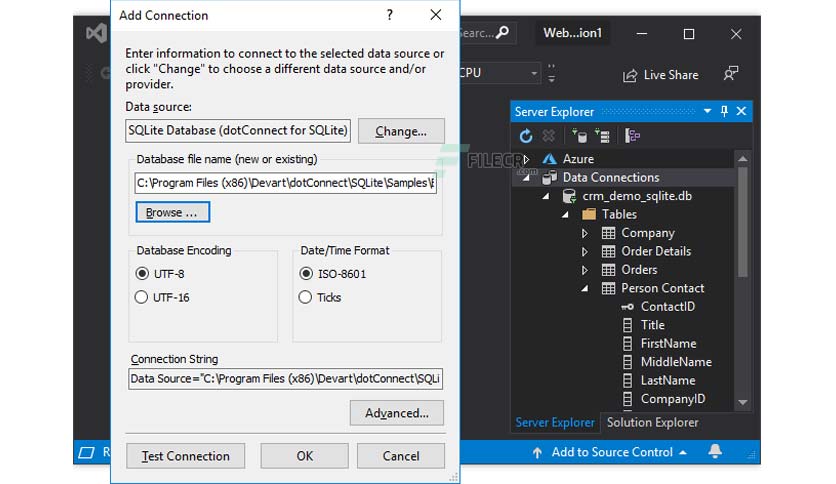 Add Connection
?
Enter information to connect to the selected data source or
click "Change" to choose a different data source and/or
provider.
Data source:
SQLite Database (dotConnect for SQLite)
Change...
Database file name (new or existing)
C:\Program Files (x86)\Devart\dotConnect\SQLite\Samples\
Browse ...
Database Encoding
UTF-8
UTF-16
Date/Time Format
ISO-8601
Ticks
Connection String
Data Source="C:\Program Files (x86)\Devart\dotConnect\SQLi
Advanced...
Test Connection
OK
Cancel
Web...ion1
CPU
Live Share
Server Explorer
Azure
Data Connections
crm_demo_sqlite.db
Tables
Company
Order Details
Orders
Person Contact
ContactID
Title
FirstName
MiddleName
LastName
CompanyID
Server Explorer
Solution Explorer
Add to Source Control
FILECR
.com